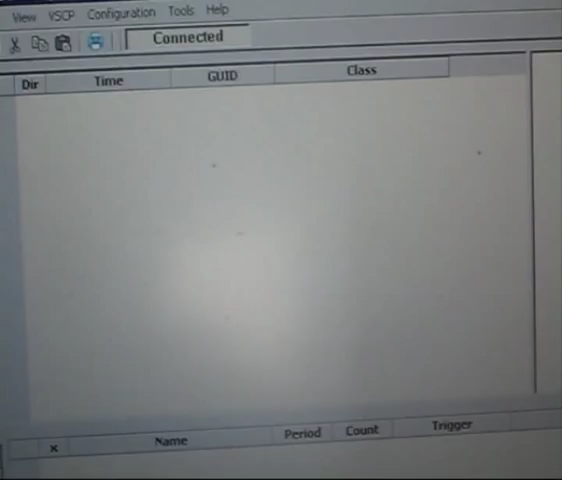 View VSCP Configuration Tools Help
Connected
Dir Time GUID Class
x Name Period Count Trigger